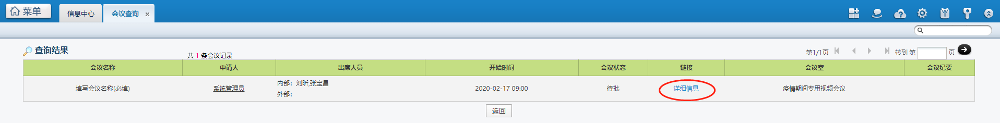 菜单
信息中心
会议查询
查询结果
共 1 条会议记录
第1/1页 转到 第 页
会议名称 申请人 出席人员 开始时间 会议状态 链接 会议室 会议纪要
填写会议名称(必填) 系统管理员 内部：刘昕,张宝昌 2020-02-17 09:00 待批 详细信息 疫情期间专用视频会议
外部：
返回